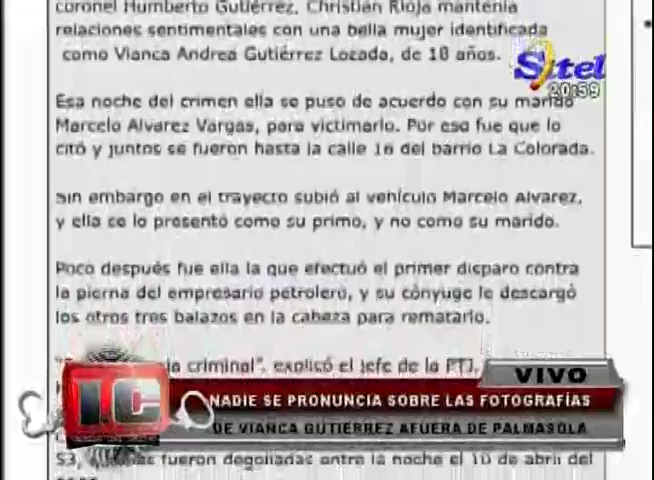 coronel Humberto Gutiérrez, Christian Rioja mantenía
relaciones sentimentales con una bella mujer identificada
como Vianca Andrea Gutiérrez Lozada, de 18 años.
Sitel
20:59
Esa noche del crimen ella se puso de acuerdo con su marido
Marcelo Alvarez Vargas, para victimarlo. Por eso fue que lo
citó y juntos se fueron hasta la calle 16 del barrio La Colorada.
Sin embargo en el trayecto subió al vehículo Marcelo Alvarez,
y ella se lo presentó como su primo, y no como su marido.
Poco después fue ella la que efectuó el primer disparo contra
la pierna del empresario petrolero, y su cónyuge le descargó
los otros tres balazos en la cabeza para rematarlo.
criminal", explicó el jefe de la PTJ,
VIVO
I.C
NADIE SE PRONUNCIA SOBRE LAS FOTOGRAFÍAS
DE VIANCA GUTIERREZ AFUERA DE PALMASOLA
53, fueron degolladas entre la noche el 10 de abril del